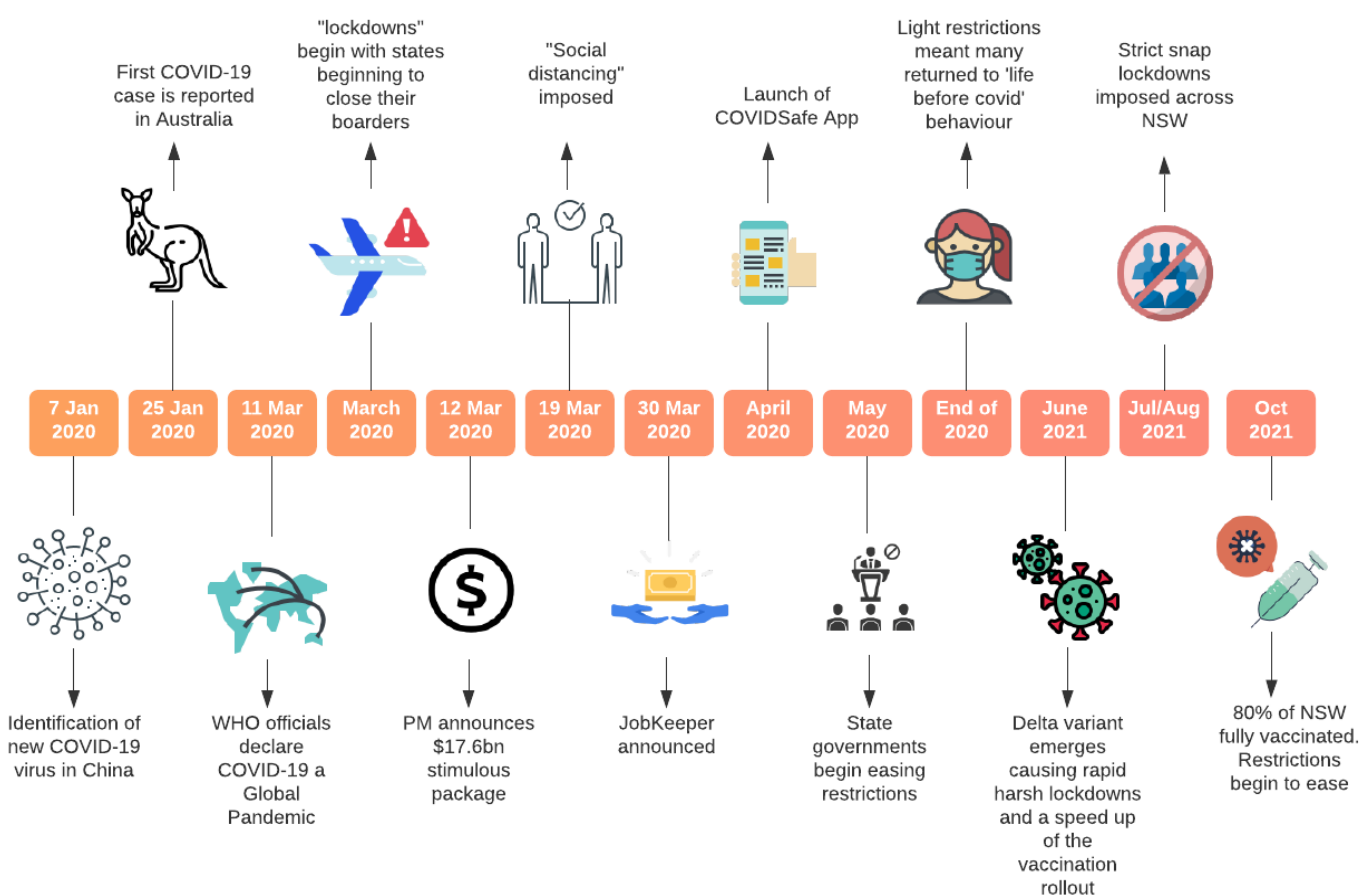 "lockdowns"
begin with states
beginning to
close their
boarders
First COVID-19
case is reported
in Australia
"Social
distancing"
imposed
Launch of
COVIDSafe App
Light restrictions
meant many
returned to 'life
before covid'
behaviour
Strict snap
lockdowns
imposed across
NSW
7 Jan
2020
25 Jan
2020
11 Mar
2020
March
2020
12 Mar
2020
19 Mar
2020
30 Mar
2020
April
2020
May
2020
End of
2020
June
2021
Jul/Aug
2021
Oct
2021
$
Identification of
new COVID-19
virus in China
WHO officials
declare
COVID-19 a
Global
Pandemic
PM announces
$17.6bn
stimulous
package
JobKeeper
announced
State
governments
begin easing
restrictions
Delta variant
emerges
causing rapid
harsh lockdowns
and a speed up
of the
vaccination
rollout
80% of NSW
fully vaccinated.
Restrictions
begin to ease